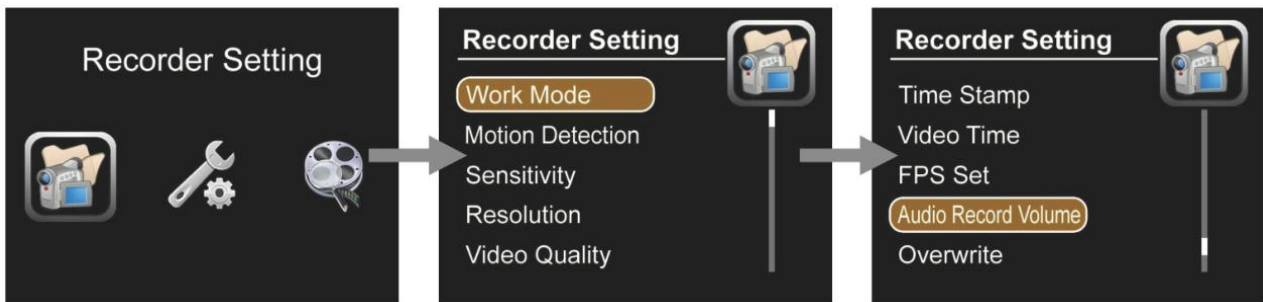 Recorder Setting
Recorder Setting
Work Mode
Motion Detection
Sensitivity
Resolution
Video Quality
Recorder Setting
Time Stamp
Video Time
FPS Set
Audio Record Volume
Overwrite